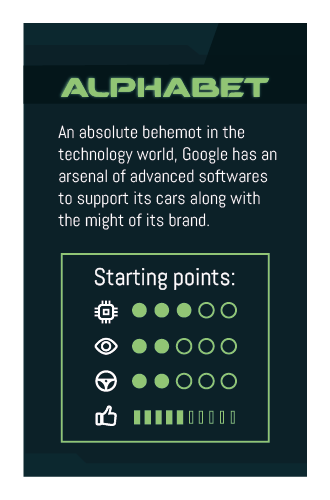 ALPHABET
An absolute behemot in the
technology world, Google has an
arsenal of advanced softwares
to support its cars along with
the might of its brand.
Starting points: